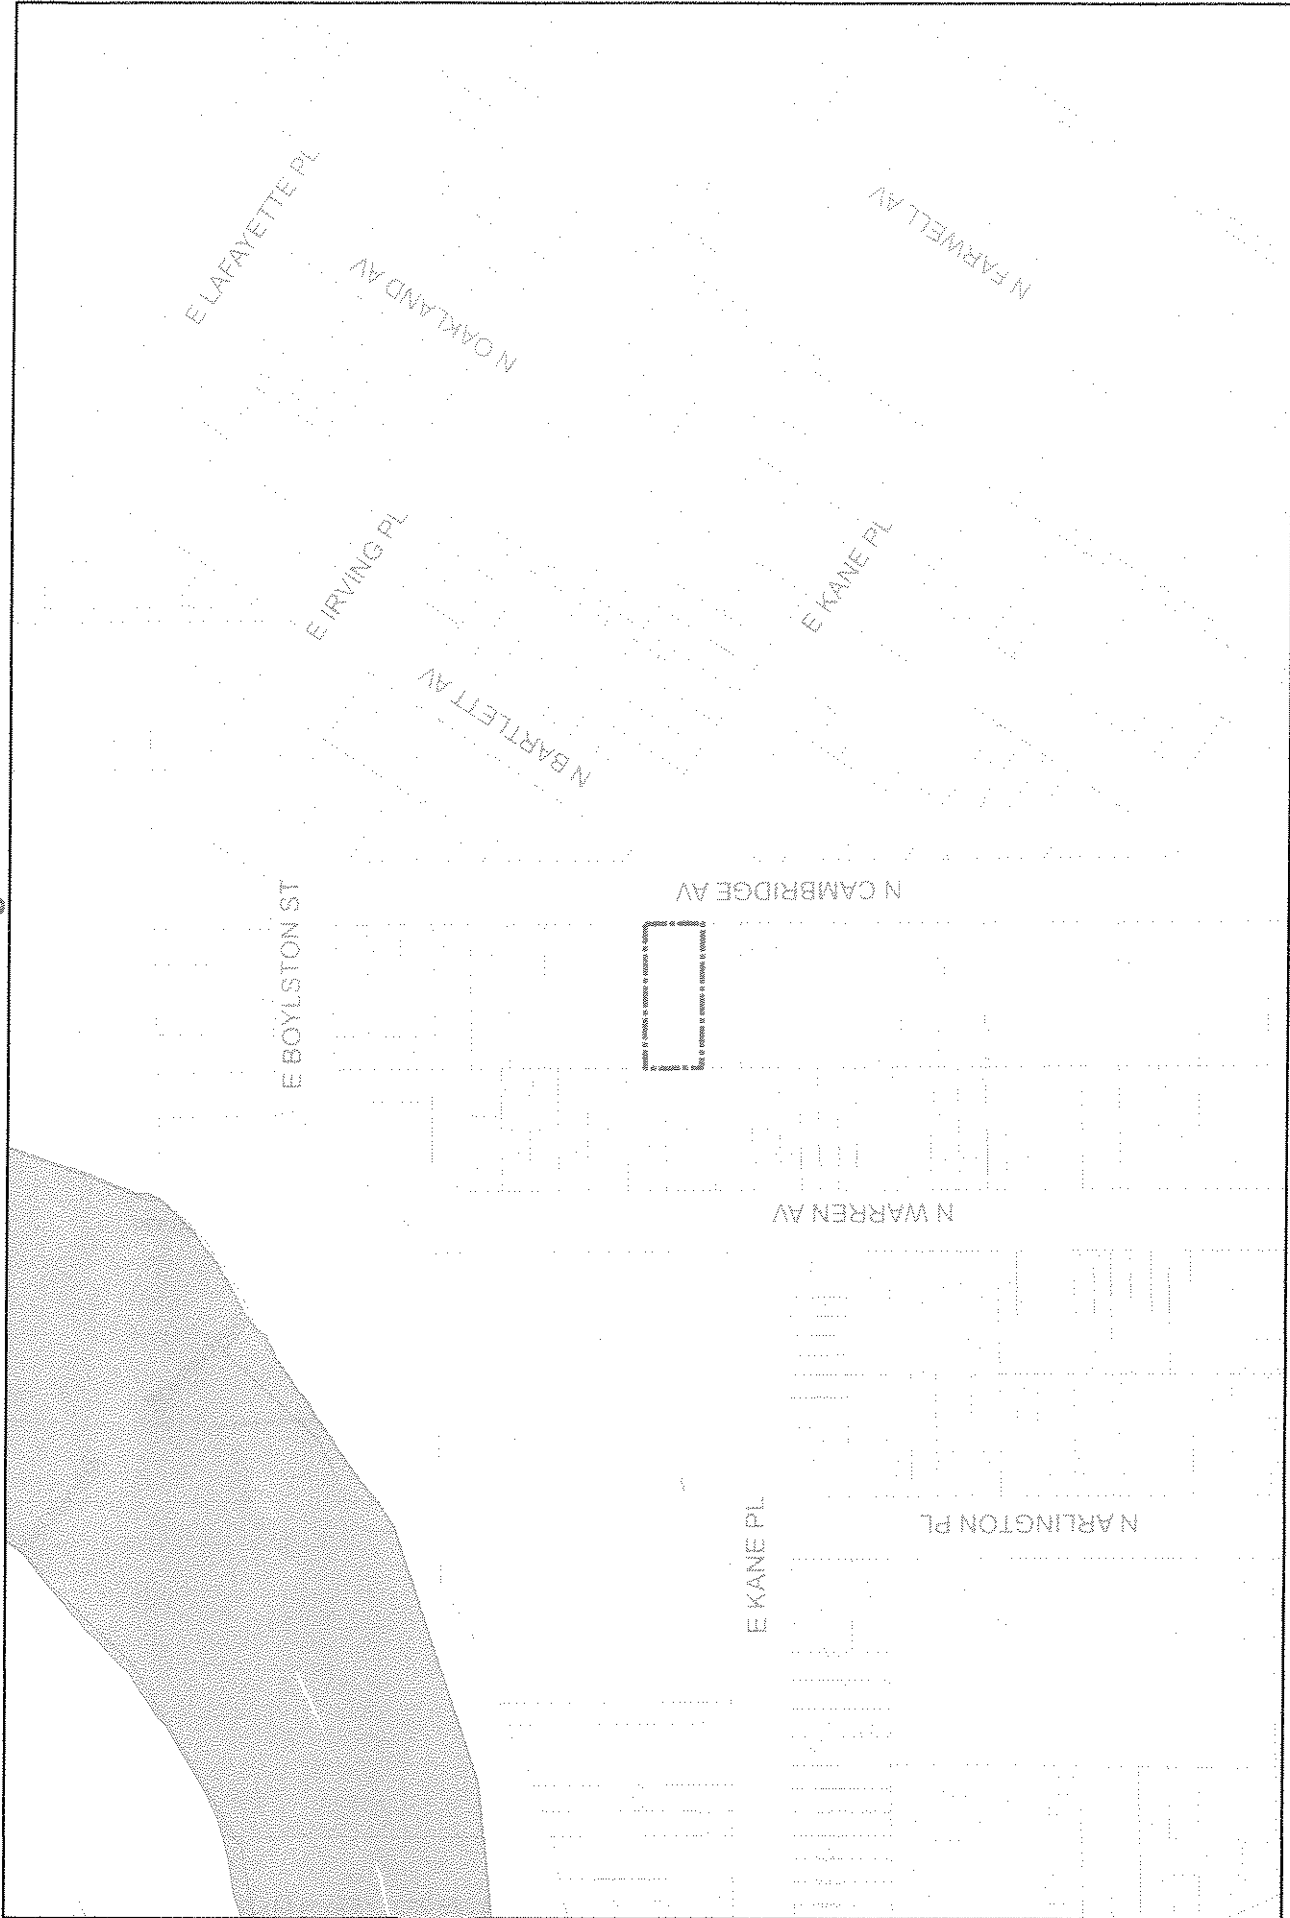 E LAFAYETTE PL
N OAKLAND AV
N FARWELL AV
E IRVING PL
E KANE PL
N BARTLETT AV
N CAMBRIDGE AV
E BOYLSTON ST
N WARREN AV
E KANE PL
N ARLINGTON PL